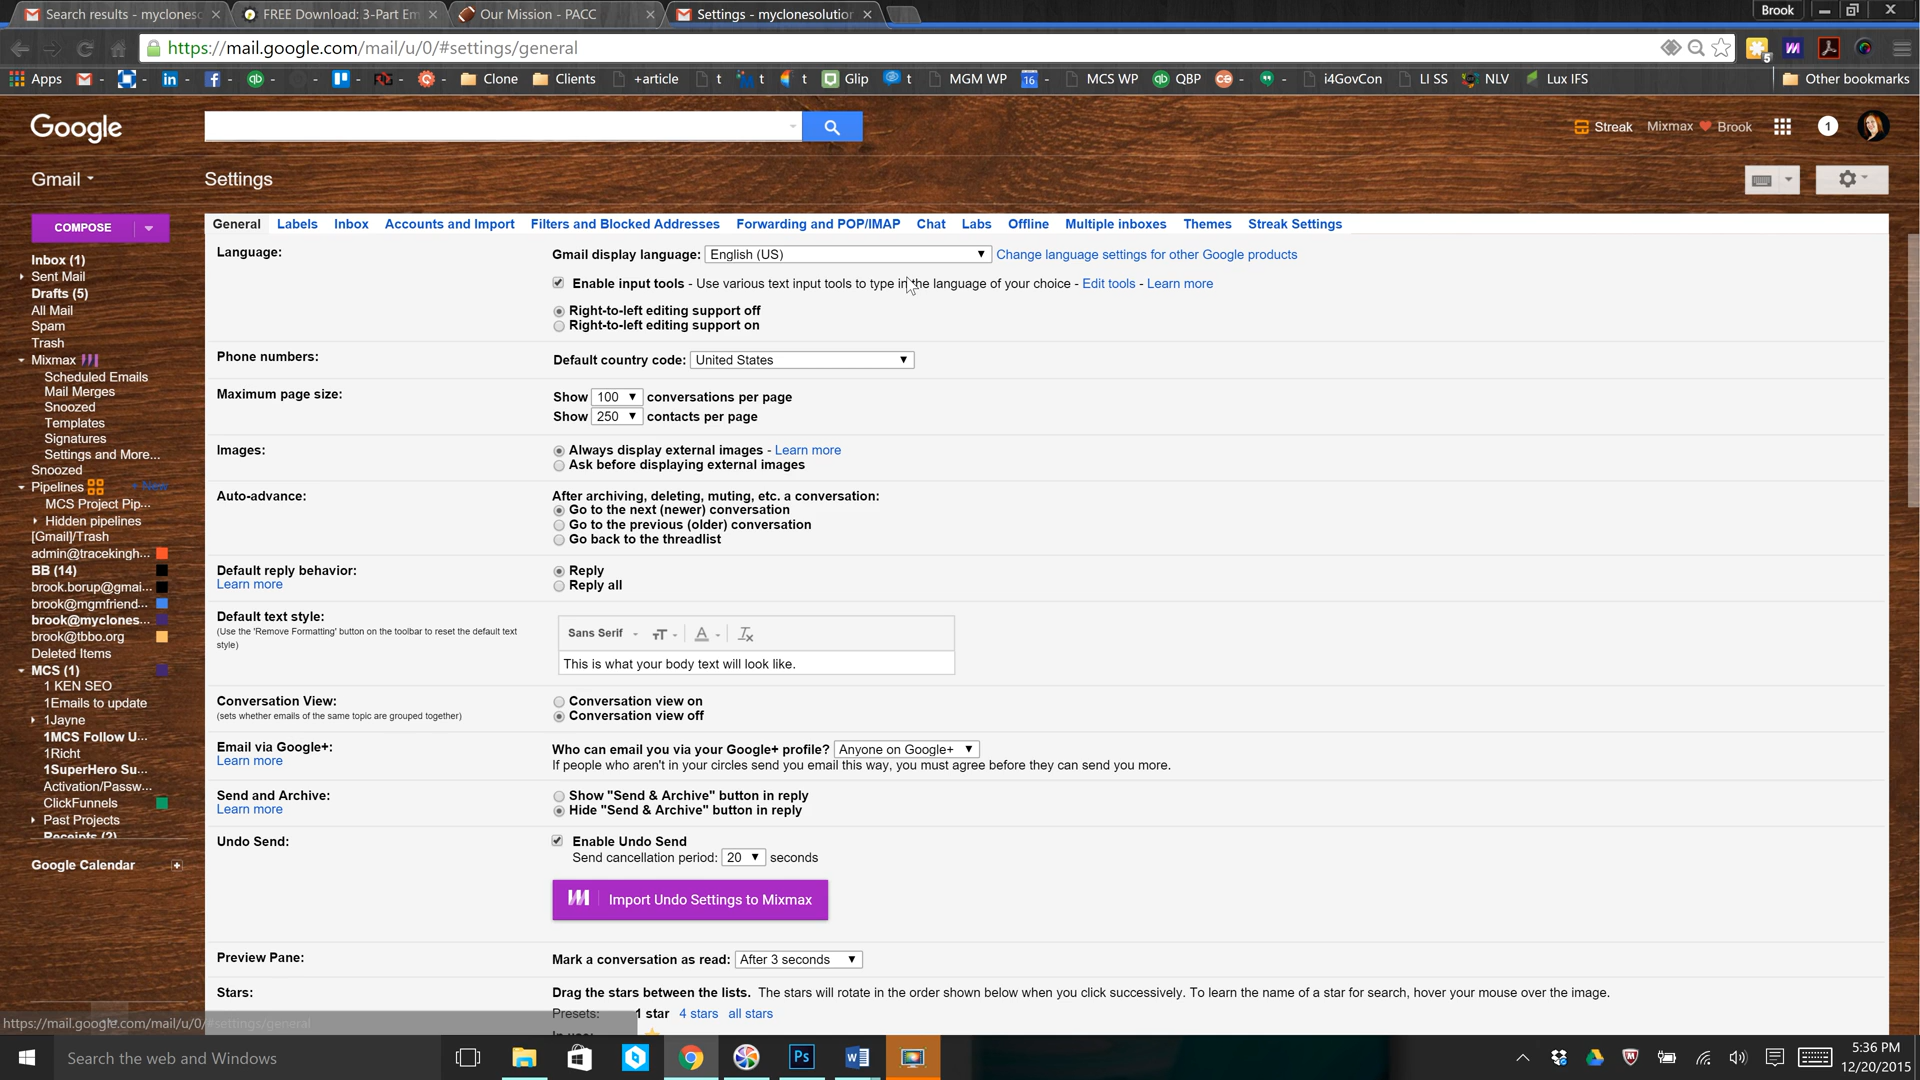 Search results - myclonesc
FREE Download: 3-Part Em
Our Mission - PACC
Settings - myclonesolution
Brook
https://mail.google.com/mail/u/0/#settings/general
5
Apps
Clone
Clients
+article
t
t
t
Glip
t
MGM WP
16
MCS WP
QBP
i4GovCon
LI SS
NLV
Lux IFS
Other bookmarks
Google
Streak
Mixmax
Brook
1
Gmail
Settings
COMPOSE
General
Labels
Inbox
Accounts and Import
Filters and Blocked Addresses
Forwarding and POP/IMAP
Chat
Labs
Offline
Multiple inboxes
Themes
Streak Settings
Inbox (1)
Sent Mail
Drafts (5)
All Mail
Spam
Trash
Mixmax
Scheduled Emails
Mail Merges
Snoozed
Templates
Signatures
Settings and More...
Snoozed
Pipelines + New
MCS Project Pip...
Hidden pipelines
[Gmail]/Trash
admin@tracekingh...
BB (14)
brook.borup@gmai...
brook@mgmfriend...
brook@myclones...
brook@tbbo.org
Deleted Items
MCS (1)
1 KEN SEO
1Emails to update
1Jayne
1MCS Follow U...
1Richt
1SuperHero Su...
Activation/Passw...
ClickFunnels
Past Projects
Receipts (2)
Google Calendar
Language:
Gmail display language: English (US) Change language settings for other Google products
Enable input tools - Use various text input tools to type in the language of your choice - Edit tools - Learn more
Right-to-left editing support off
Right-to-left editing support on
Phone numbers:
Default country code: United States
Maximum page size:
Show 100 conversations per page
Show 250 contacts per page
Images:
Always display external images - Learn more
Ask before displaying external images
Auto-advance:
After archiving, deleting, muting, etc. a conversation:
Go to the next (newer) conversation
Go to the previous (older) conversation
Go back to the threadlist
Default reply behavior:
Learn more
Reply
Reply all
Default text style:
(Use the 'Remove Formatting' button on the toolbar to reset the default text
style)
Sans Serif
This is what your body text will look like.
Conversation View:
(sets whether emails of the same topic are grouped together)
Conversation view on
Conversation view off
Email via Google+:
Learn more
Who can email you via your Google+ profile? Anyone on Google+
If people who aren't in your circles send you email this way, you must agree before they can send you more.
Send and Archive:
Learn more
Show "Send & Archive" button in reply
Hide "Send & Archive" button in reply
Undo Send:
Enable Undo Send
Send cancellation period: 20 seconds
Import Undo Settings to Mixmax
Preview Pane:
Mark a conversation as read: After 3 seconds
Stars:
Drag the stars between the lists. The stars will rotate in the order shown below when you click successively. To learn the name of a star for search, hover your mouse over the image.
Presets: 1 star 4 stars all stars
In use:
https://mail.google.com/mail/u/0/#settings/general
Search the web and Windows
Ps
5:36 PM
12/20/2015